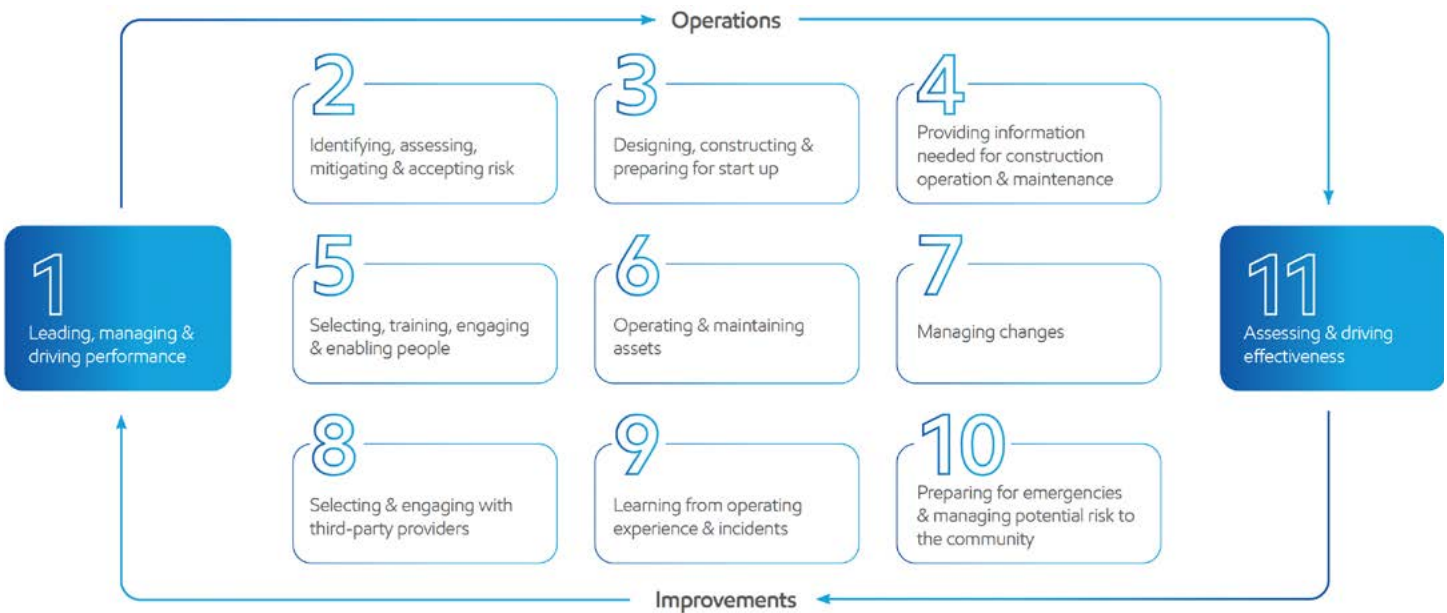 Operations
2
Identifying, assessing,
mitigating & accepting risk
3
Designing, constructing &
preparing for start up
4
Providing information
needed for construction
operation & maintenance
1
Leading, managing &
driving performance
5
Selecting, training, engaging
& enabling people
6
Operating & maintaining
assets
7
Managing changes
11
Assessing & driving
effectiveness
8
Selecting & engaging with
third-party providers
9
Learning from operating
experience & incidents
10
Preparing for emergencies
& managing potential risk to
the community
Improvements